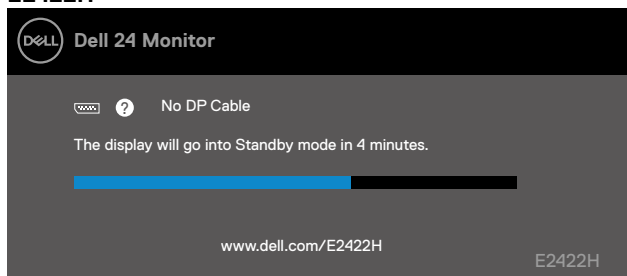 E2422H
DELL Dell 24 Monitor
? No DP Cable
The display will go into Standby mode in 4 minutes.
www.dell.com/E2422H
E2422H